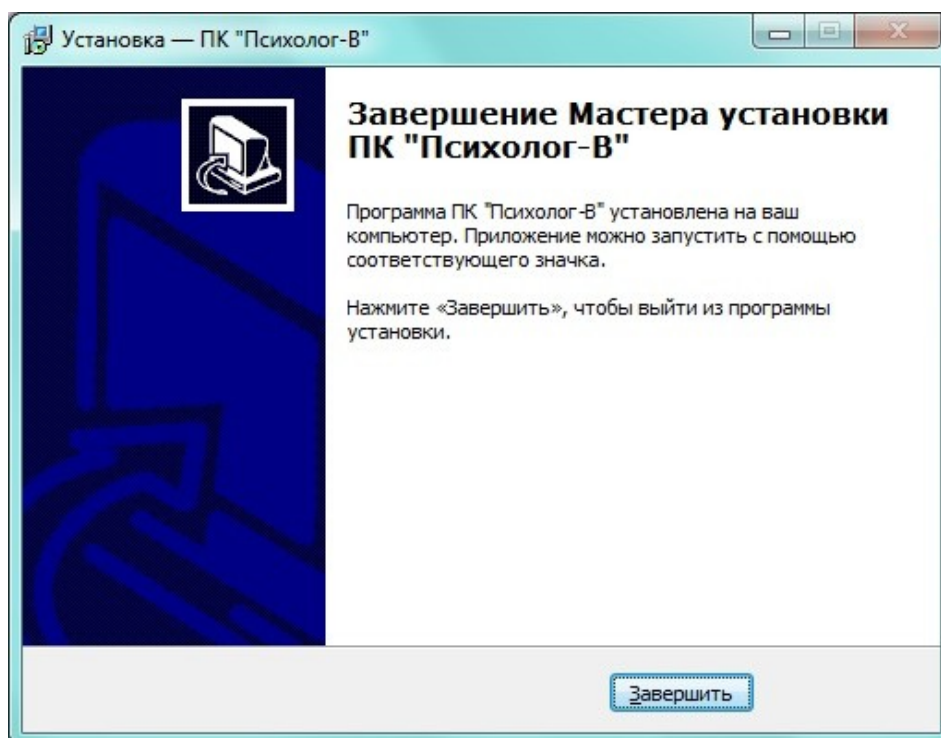 Установка — ПК "Психолог-В"
Завершение Мастера установки
ПК "Психолог-В"
Программа ПК "Психолог-В" установлена на ваш
компьютер. Приложение можно запустить с помощью
соответствующего значка.
Нажмите «Завершить», чтобы выйти из программы
установки.
Завершить